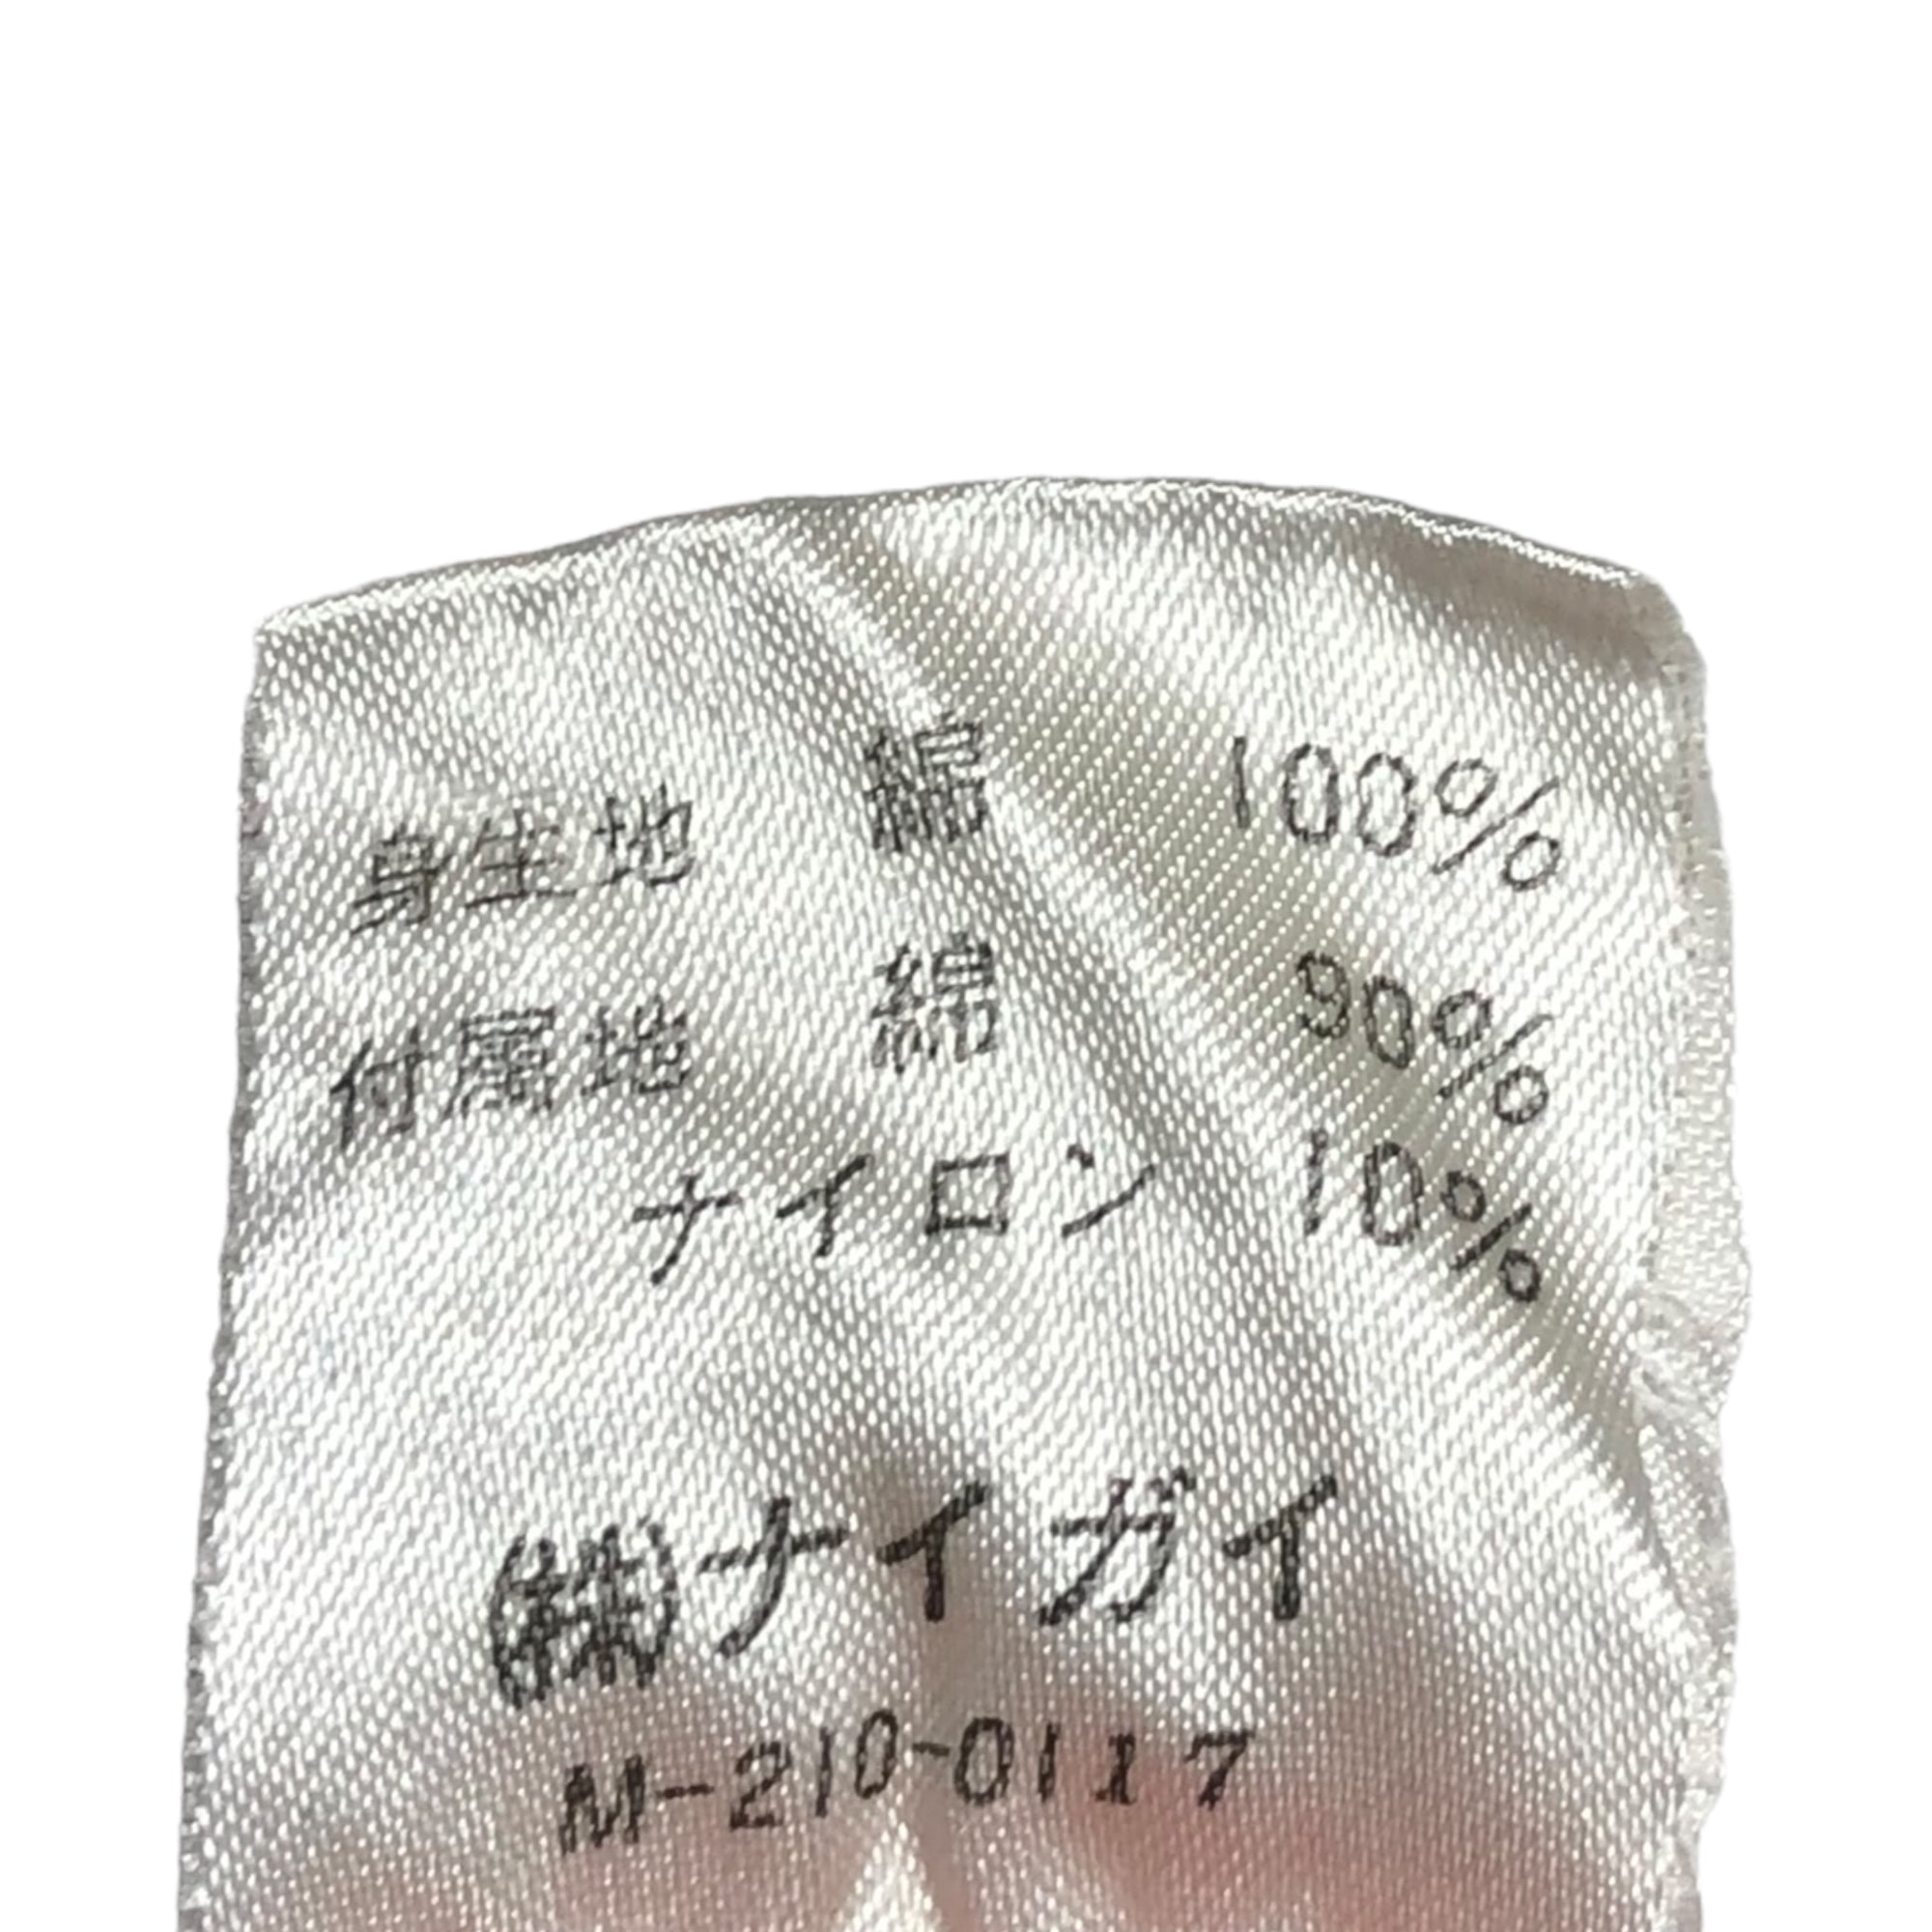 身生地 綿 100%
付属地 綿 90%
ナイロン 10%
㈱ナイガイ
M-210-0117